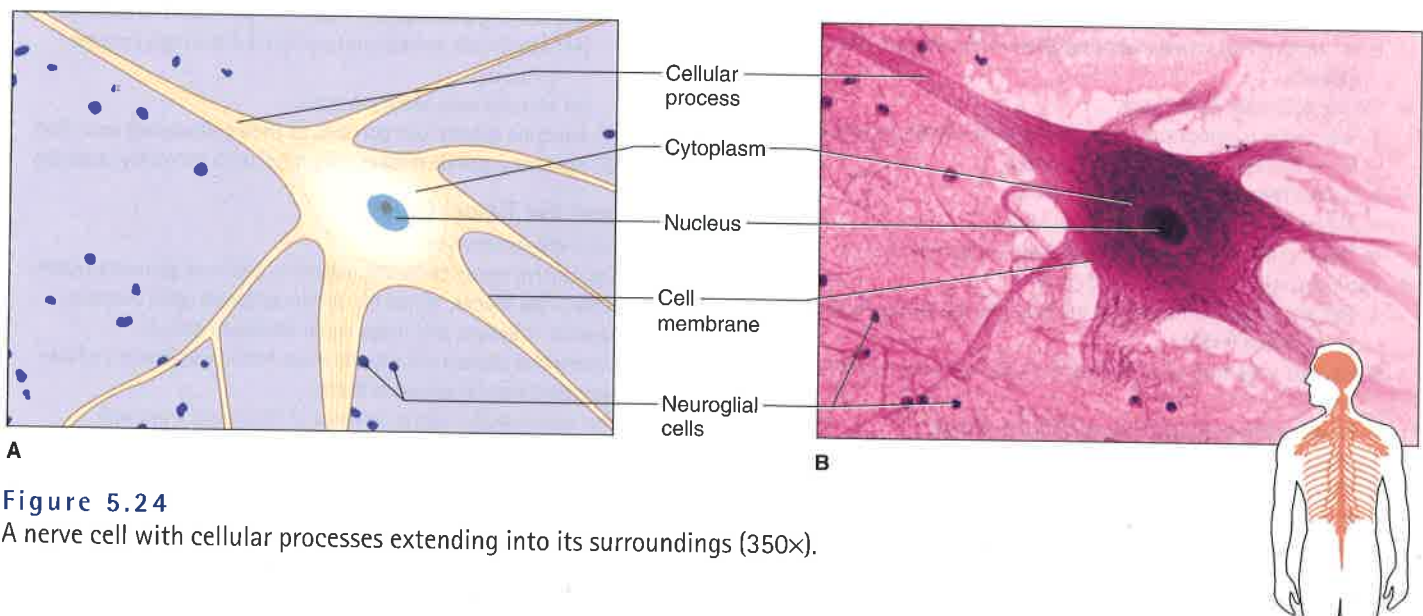 Cellular
process
Cytoplasm
Nucleus
Cell
membrane
Neuroglial
cells
A
B
Figure 5.24
A nerve cell with cellular processes extending into its surroundings (350×).